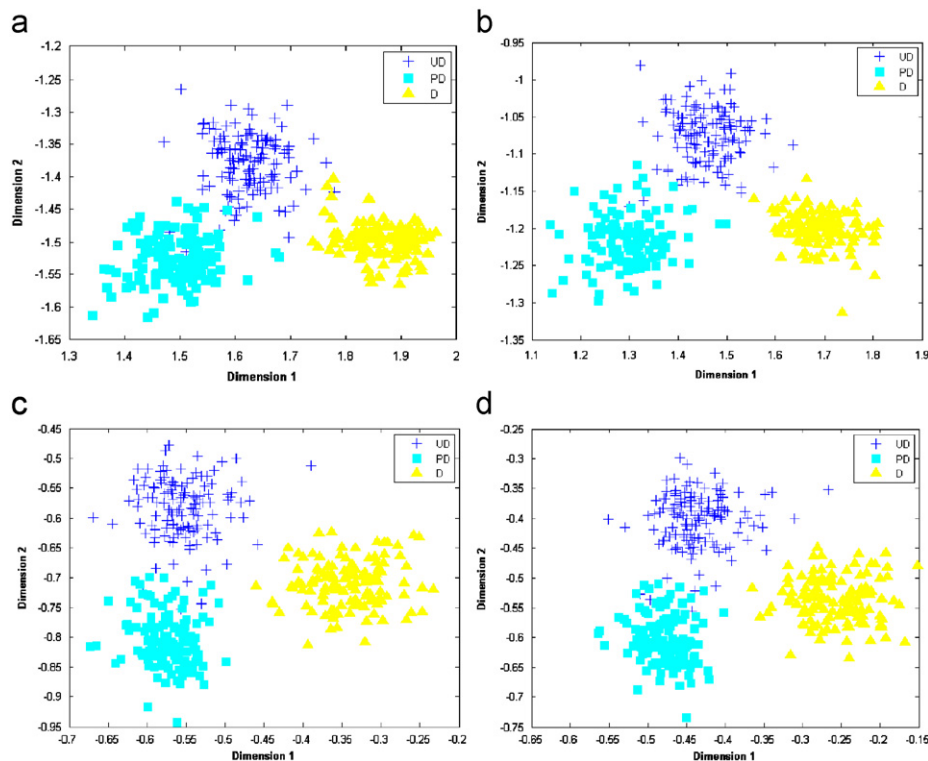 a
b
-1.2
-1.25
-1.3
-1.35
-1.4
-1.45
-1.5
-1.55
-1.6
-1.65
Dimension 2
UD
PD
D
1.3 1.4 1.5 1.6 1.7 1.8 1.9 2
Dimension 1
-0.95
-1
-1.05
-1.1
-1.15
-1.2
-1.25
-1.3
-1.35
Dimension 2
UD
PD
D
1.1 1.2 1.3 1.4 1.5 1.6 1.7 1.8 1.9
Dimension 1
c
d
-0.45
-0.5
-0.55
-0.6
-0.65
-0.7
-0.75
-0.8
-0.85
-0.9
-0.95
Dimension 2
UD
PD
D
-0.7 -0.65 -0.6 -0.55 -0.5 -0.45 -0.4 -0.35 -0.3 -0.25 -0.2
Dimension 1
-0.25
-0.3
-0.35
-0.4
-0.45
-0.5
-0.55
-0.6
-0.65
-0.7
-0.75
Dimension 2
UD
PD
D
-0.65 -0.6 -0.55 -0.5 -0.45 -0.4 -0.35 -0.3 -0.25 -0.2 -0.15
Dimension 1